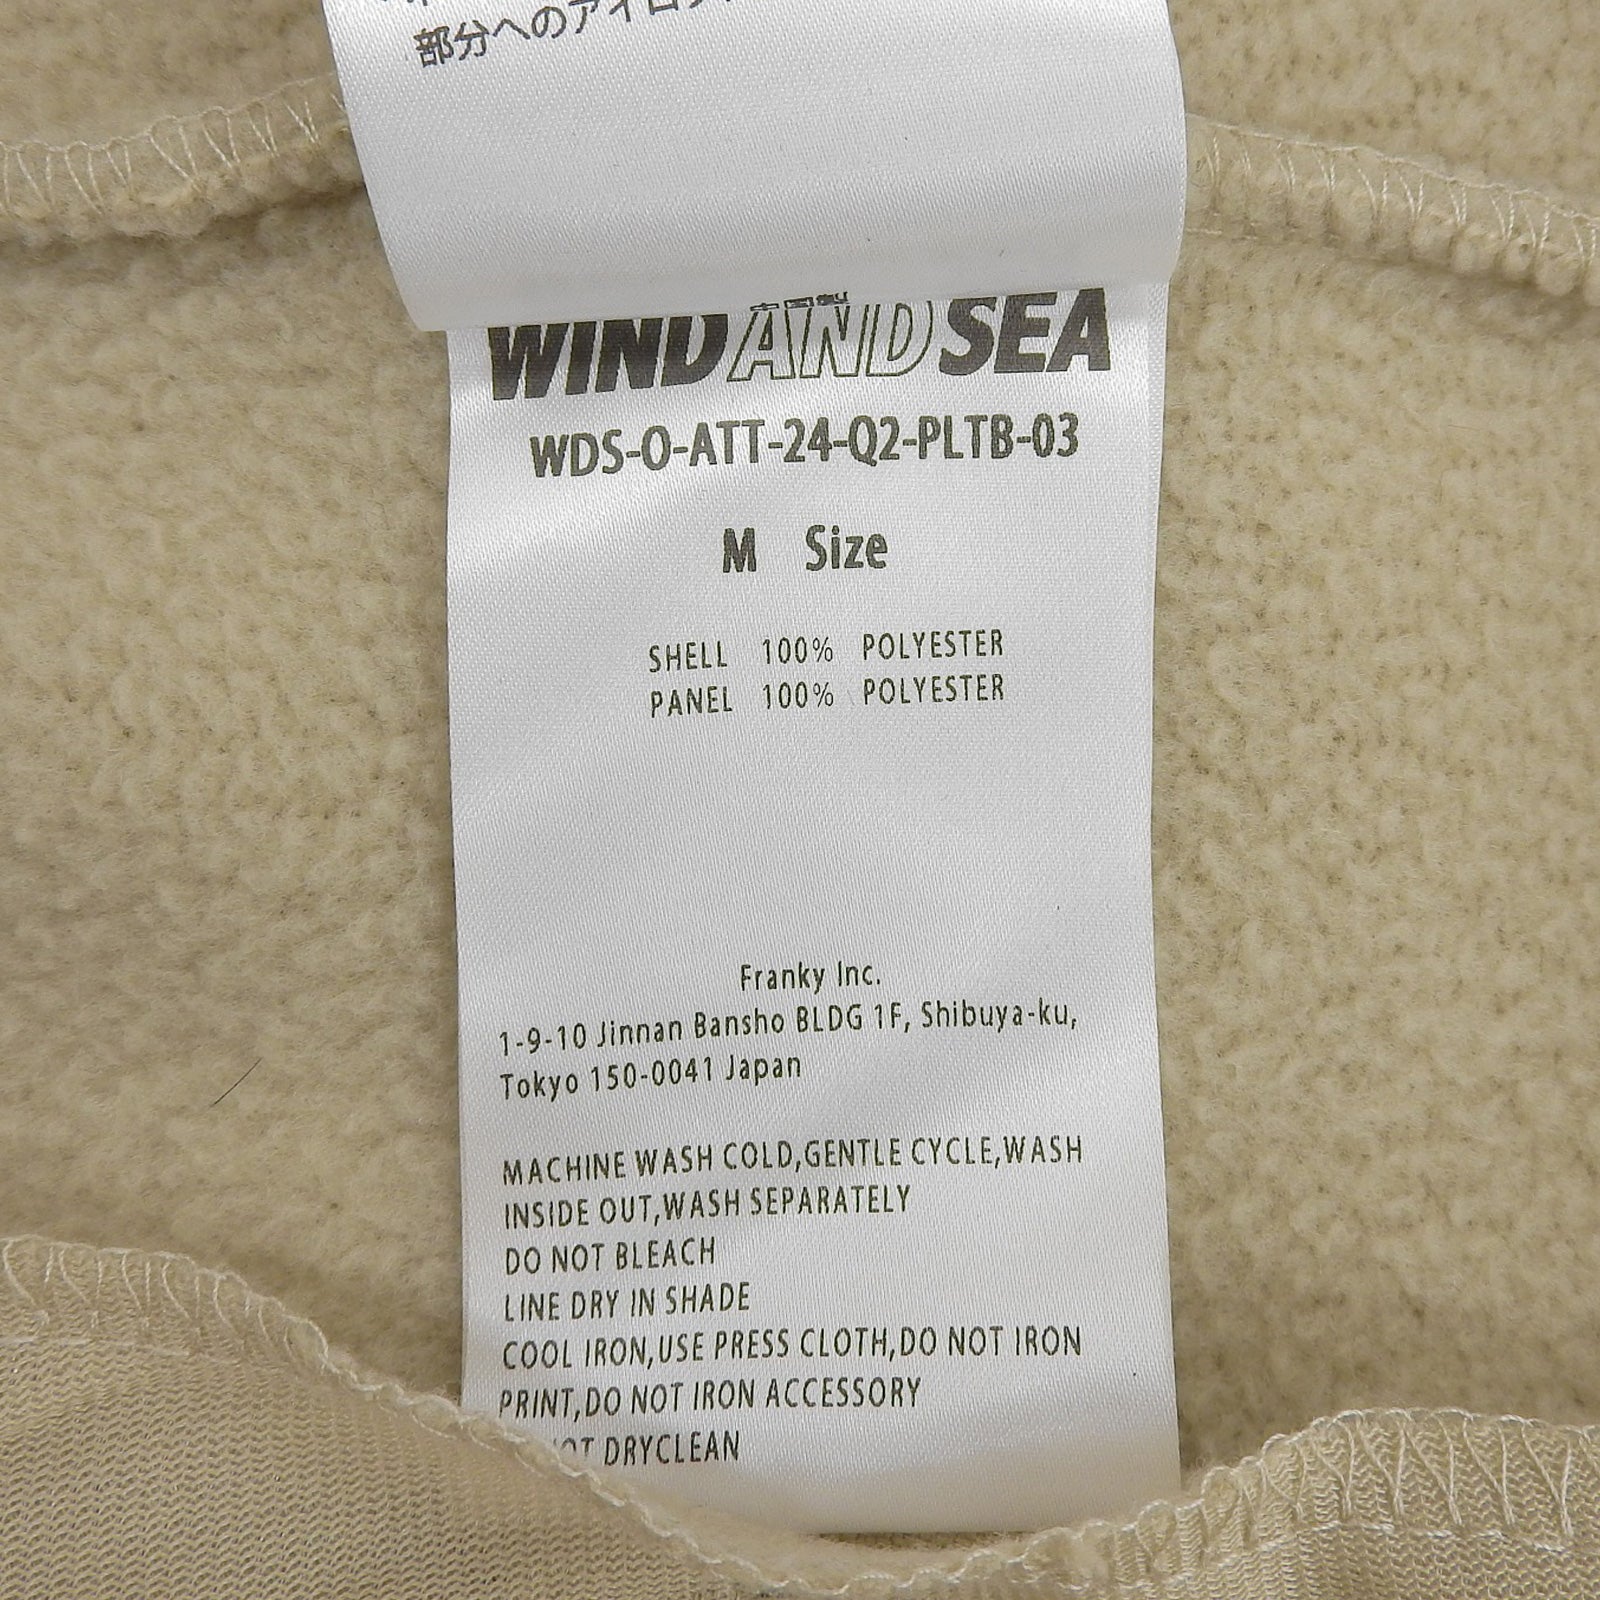 部分へのアイロン
WIND AND SEA
WDS-O-ATT-24-Q2-PLTB-03
M Size
SHELL 100% POLYESTER
PANEL 100% POLYESTER
Franky Inc.
1-9-10 Jinnan Bansho BLDG 1F, Shibuya-ku,
Tokyo 150-0041 Japan
MACHINE WASH COLD,GENTLE CYCLE,WASH
INSIDE OUT,WASH SEPARATELY
DO NOT BLEACH
LINE DRY IN SHADE
COOL IRON,USE PRESS CLOTH,DO NOT IRON
PRINT,DO NOT IRON ACCESSORY
DRYCLEAN